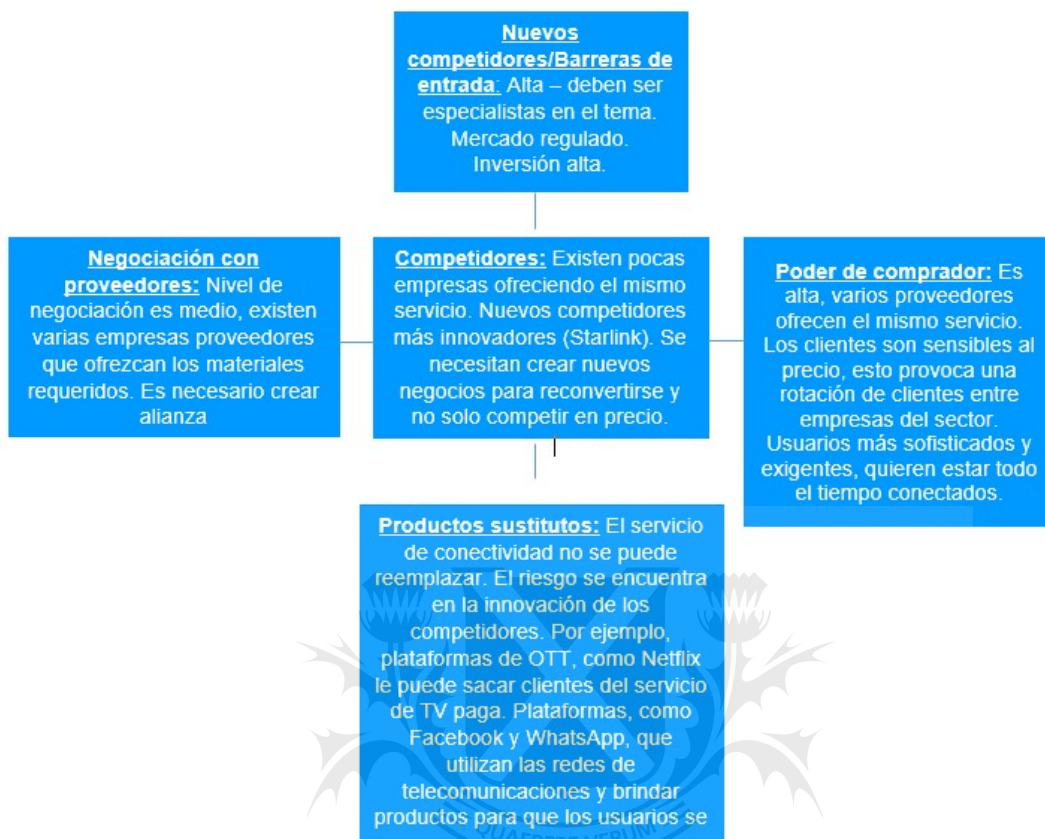 Nuevos
competidores/Barreras de
entrada: Alta – deben ser
especialistas en el tema.
Mercado regulado.
Inversión alta.
Negociación con
proveedores: Nivel de
negociación es medio, existen
varias empresas proveedores
que ofrezcan los materiales
requeridos. Es necesario crear
alianza
Competidores: Existen pocas
empresas ofreciendo el mismo
servicio. Nuevos competidores
más innovadores (Starlink). Se
necesitan crear nuevos
negocios para reconvertirse y
no solo competir en precio.
Poder de comprador: Es
alta, varios proveedores
ofrecen el mismo servicio.
Los clientes son sensibles al
precio, esto provoca una
rotación de clientes entre
empresas del sector.
Usuarios más sofisticados y
exigentes, quieren estar todo
el tiempo conectados.
Productos sustitutos: El servicio
de conectividad no se puede
reemplazar. El riesgo se encuentra
en la innovación de los
competidores. Por ejemplo,
plataformas de OTT, como Netflix
le puede sacar clientes del servicio
de TV paga. Plataformas, como
Facebook y WhatsApp, que
utilizan las redes de
telecomunicaciones y brindar
productos para que los usuarios se